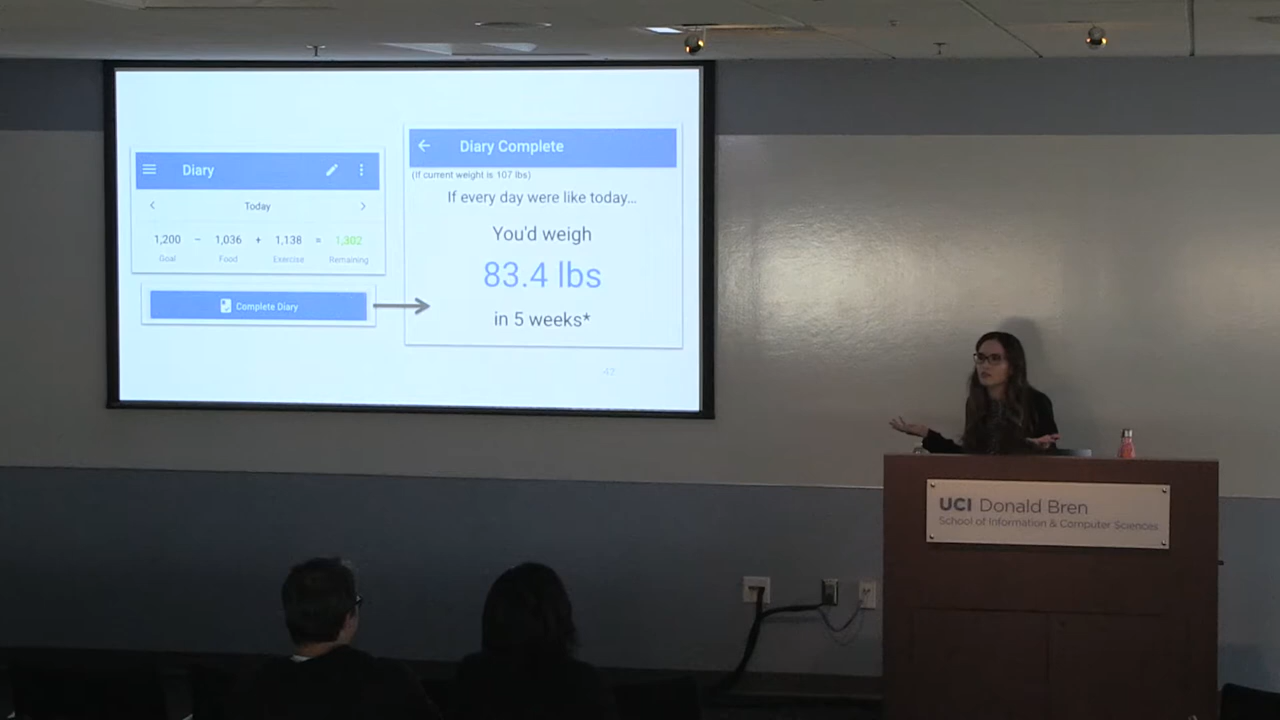 Diary
Today
1,200 – 1,036 + 1,138 = 1,302
Goal Food Exercise Remaining
Complete Diary
Diary Complete
(If current weight is 107 lbs)
If every day were like today...
You'd weigh
83.4 lbs
in 5 weeks*
47
UCI Donald Bren
School of Information & Computer Sciences